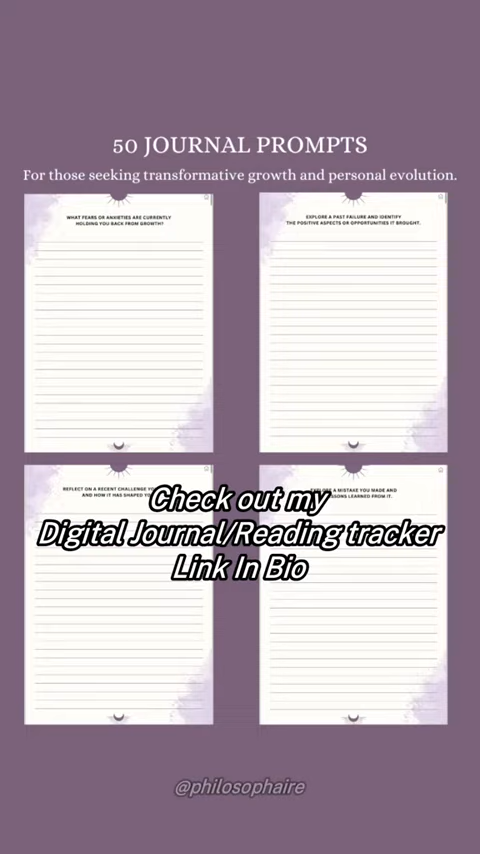 50 JOURNAL PROMPTS
For those seeking transformative growth and personal evolution.
WHAT FEARS OR ANXIETIES ARE CURRENTLY
HOLDING YOU BACK FROM GROWTH?
EXPLORE A PAST FAILURE AND IDENTIFY
THE POSITIVE ASPECTS OR OPPORTUNITIES IT BROUGHT.
REFLECT ON A RECENT CHALLENGE
AND HOW IT HAS SHAPED
A MISTAKE YOU MADE AND
LEARNED FROM IT.
Check out my
Digital Journal/Reading tracker
Link In Bio
@philosophaire